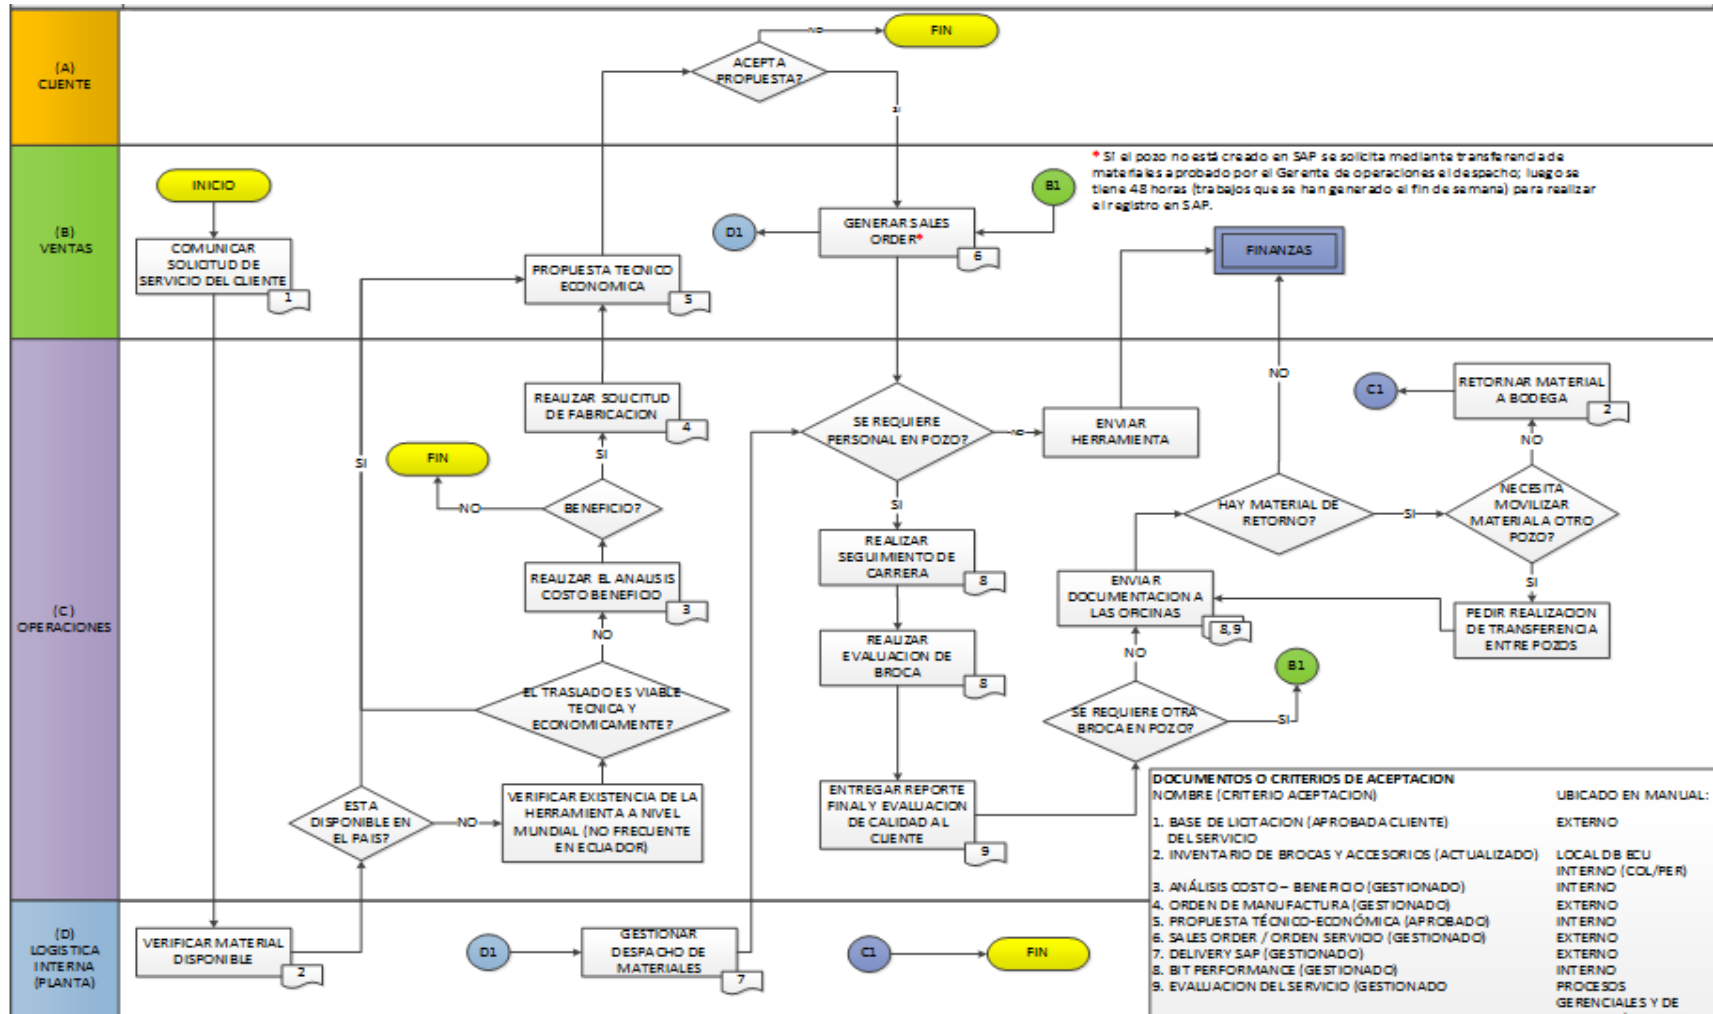 (A)
CLIENTE
NO
FIN
ACEPTA
PROPUESTA?
SI
(B)
VENTAS
INICIO
COMUNICAR
SOLICITUD DE
SERVICIO DEL CLIENTE
1
PROPUESTA TECNICO
ECONOMICA
5
D1
GENERAR SALES
ORDER*
6
B1
* SI el pozo no está creado en SAP se solicita mediante transferencia de
materiales aprobado por el Gerente de operaciones el despacho; luego se
tiene 48 horas (trabajos que se han generado el fin de semana) para realizar
el registro en SAP.
FINANZAS
(C)
OPERACIONES
REALIZAR SOLICITUD
DE FABRICACION
4
SI
FIN
NO
BENEFICIO?
SI
REALIZAR EL ANALISIS
COSTO BENEFICIO
3
NO
EL TRASLADO ES VIABLE
TECNICA Y
ECONOMICAMENTE?
ESTA
DISPONIBLE EN
EL PAIS?
NO
VERIFICAR EXISTENCIA DE LA
HERRAMIENTA A NIVEL
MUNDIAL (NO FRECUENTE
EN ECUADOR)
SE REQUIERE
PERSONAL EN POZO?
NO
ENVIAR
HERRAMIENTA
SI
REALIZAR
SEGUIMIENTO DE
CARRERA
8
REALIZAR
EVALUACION DE
BROCA
8
ENTREGAR REPORTE
FINAL Y EVALUACION
DE CALIDAD AL
CLIENTE
9
SE REQUIERE OTRA
BROCA EN POZO?
SI
B1
NO
ENVIAR
DOCUMENTACION A
LAS OFICINAS
8,9
HAY MATERIAL DE
RETORNO?
NO
SI
NECESITA
MOVILIZAR
MATERIAL A OTRO
POZO?
NO
RETORNAR MATERIAL
A BODEGA
2
C1
SI
PEDIR REALIZACION
DE TRANSFERENCIA
ENTRE POZOS
(D)
LOGISTICA
INTERNA
(PLANTA)
VERIFICAR MATERIAL
DISPONIBLE
2
D1
GESTIONAR
DESPACHO DE
MATERIALES
7
C1
FIN
DOCUMENTOS O CRITERIOS DE ACEPTACION
NOMBRE (CRITERIO ACEPTACION) UBICADO EN MANUAL:
1. BASE DE LICITACION (APROBADA CLIENTE) EXTERNO
DEL SERVICIO
2. INVENTARIO DE BROCAS Y ACCESORIOS (ACTUALIZADO) LOCAL DB ECU
INTERNO (COL/PER)
3. ANÁLISIS COSTO – BENEFICIO (GESTIONADO) INTERNO
4. ORDEN DE MANUFACTURA (GESTIONADO) EXTERNO
5. PROPUESTA TÉCNICO-ECONÓMICA (APROBADO) INTERNO
6. SALES ORDER / ORDEN SERVICIO (GESTIONADO) EXTERNO
7. DELIVERY SAP (GESTIONADO) EXTERNO
8. BIT PERFORMANCE (GESTIONADO) INTERNO
9. EVALUACION DEL SERVICIO (GESTIONADO PROCESOS
GERENCIALES Y DE